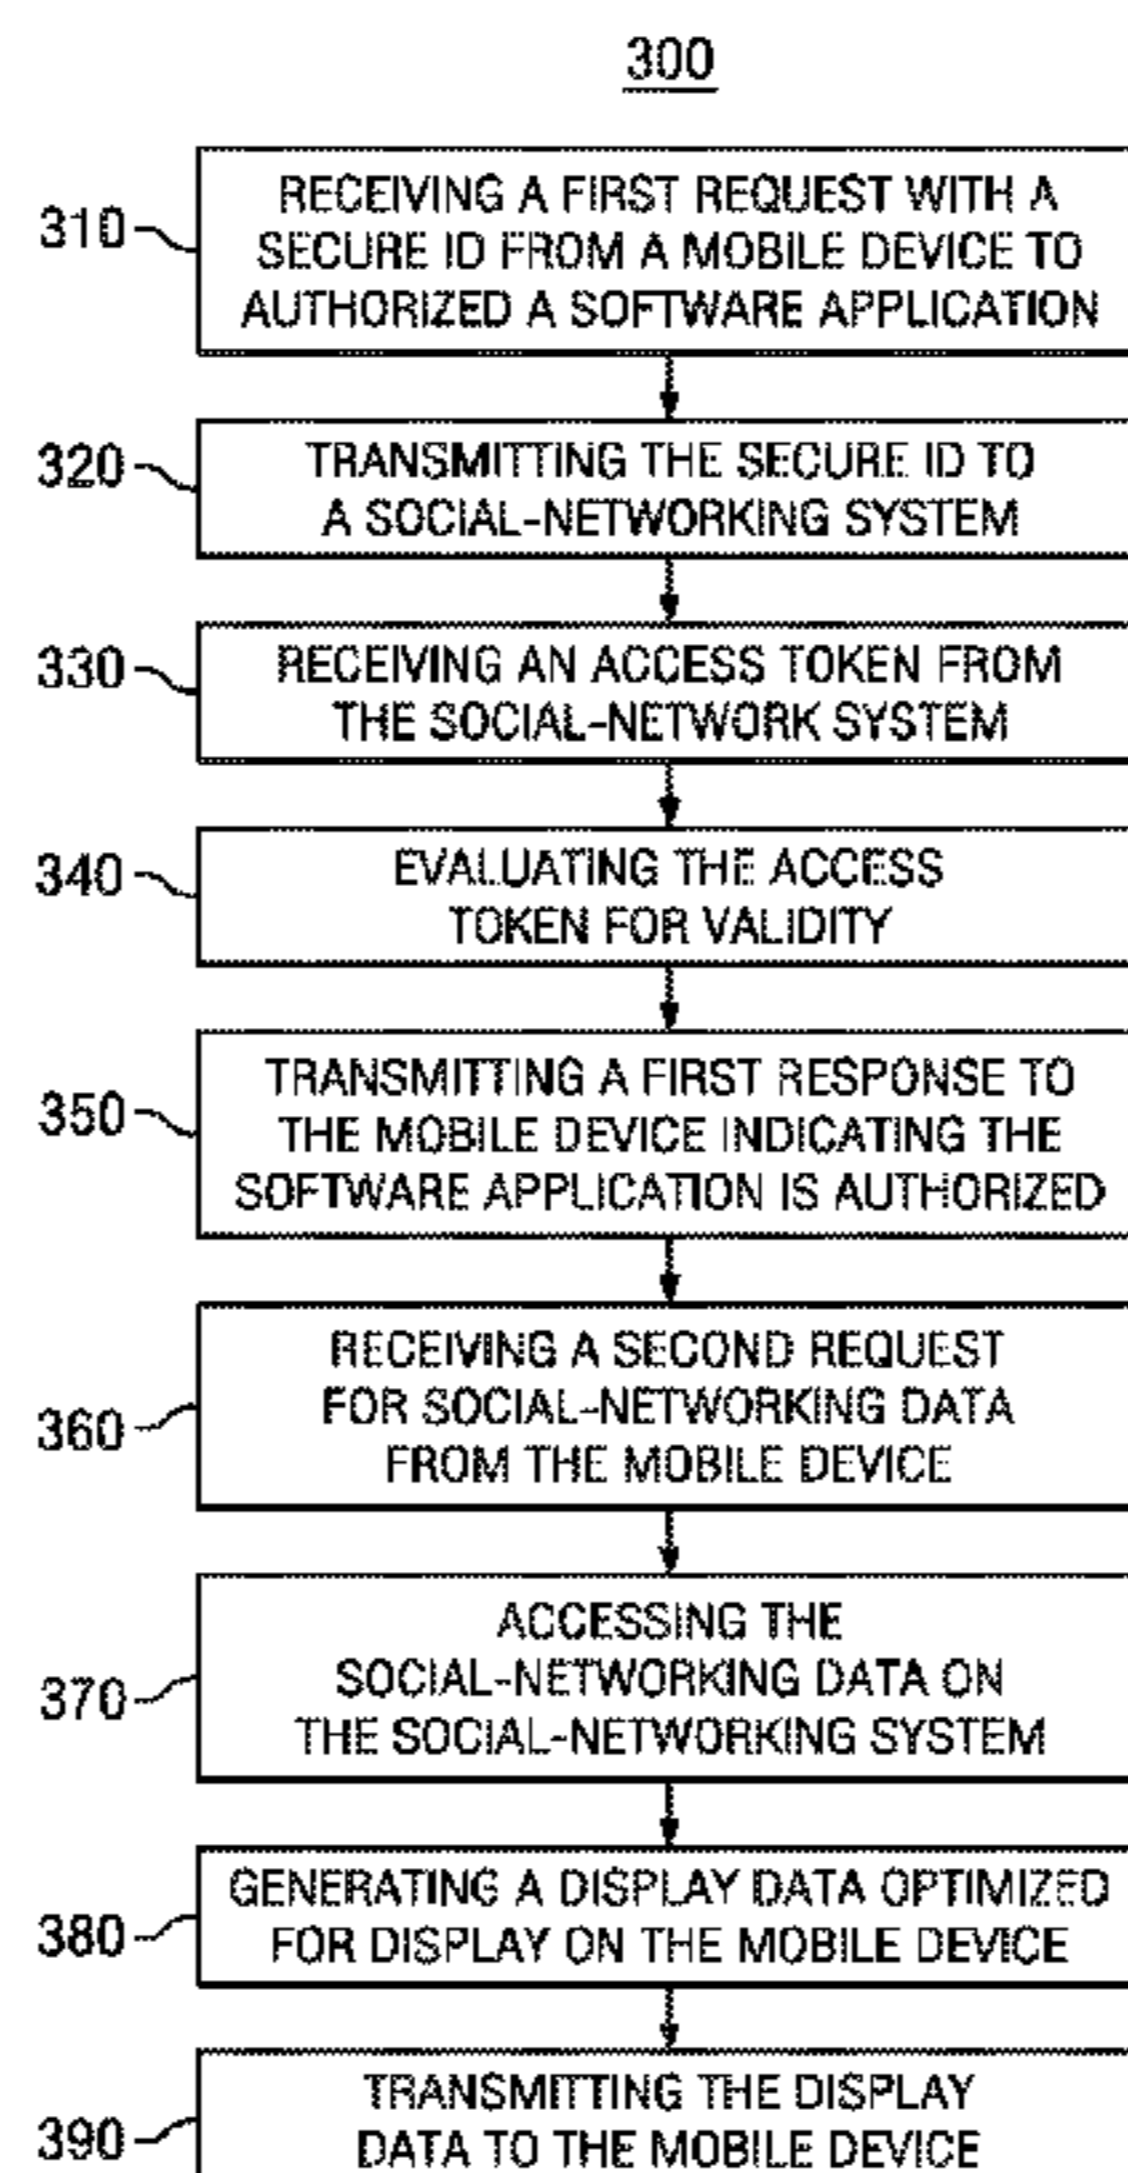 300
310
RECEIVING A FIRST REQUEST WITH A
SECURE ID FROM A MOBILE DEVICE TO
AUTHORIZED A SOFTWARE APPLICATION
320
TRANSMITTING THE SECURE ID TO
A SOCIAL-NETWORKING SYSTEM
330
RECEIVING AN ACCESS TOKEN FROM
THE SOCIAL-NETWORK SYSTEM
340
EVALUATING THE ACCESS
TOKEN FOR VALIDITY
350
TRANSMITTING A FIRST RESPONSE TO
THE MOBILE DEVICE INDICATING THE
SOFTWARE APPLICATION IS AUTHORIZED
360
RECEIVING A SECOND REQUEST
FOR SOCIAL-NETWORKING DATA
FROM THE MOBILE DEVICE
370
ACCESSING THE
SOCIAL-NETWORKING DATA ON
THE SOCIAL-NETWORKING SYSTEM
380
GENERATING A DISPLAY DATA OPTIMIZED
FOR DISPLAY ON THE MOBILE DEVICE
390
TRANSMITTING THE DISPLAY
DATA TO THE MOBILE DEVICE